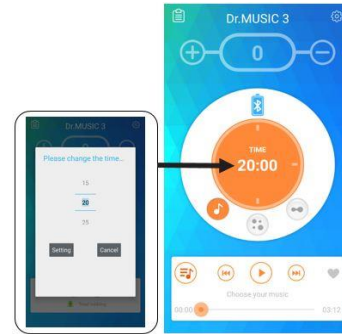 Dr.MUSIC 3
Please change the time...
15
20
25
Setting
Cancel
Dr.MUSIC 3
0
TIME
20:00
Choose your music
00:00
03:12